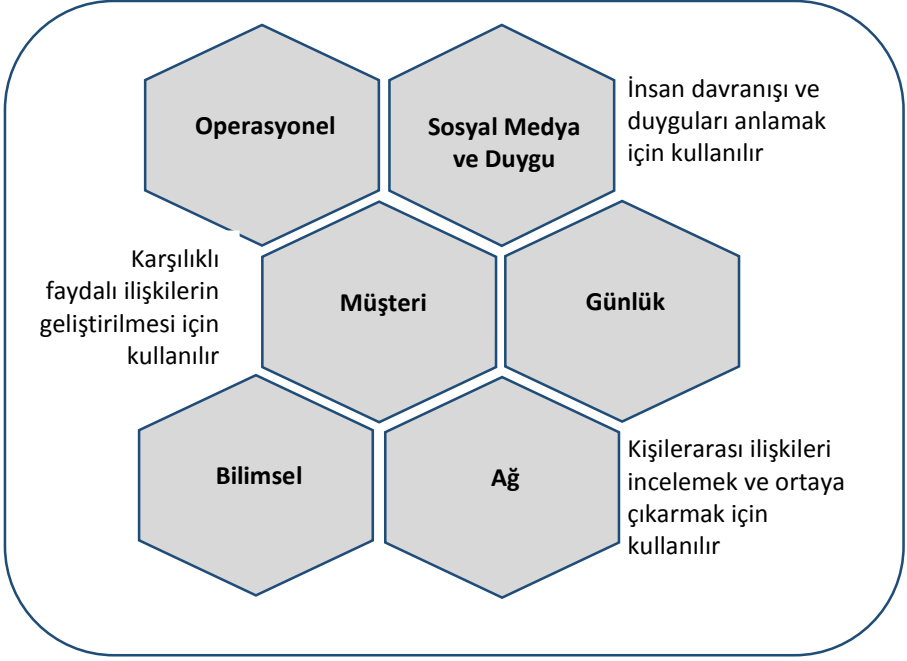 Operasyonel
Sosyal Medya
ve Duygu
İnsan davranışı ve
duyguları anlamak
için kullanılır
Karşılıklı
faydalı ilişkilerin
geliştirilmesi için
kullanılır
Müşteri
Günlük
Bilimsel
Ağ
Kişilerarası ilişkileri
incelemek ve ortaya
çıkarmak için
kullanılır